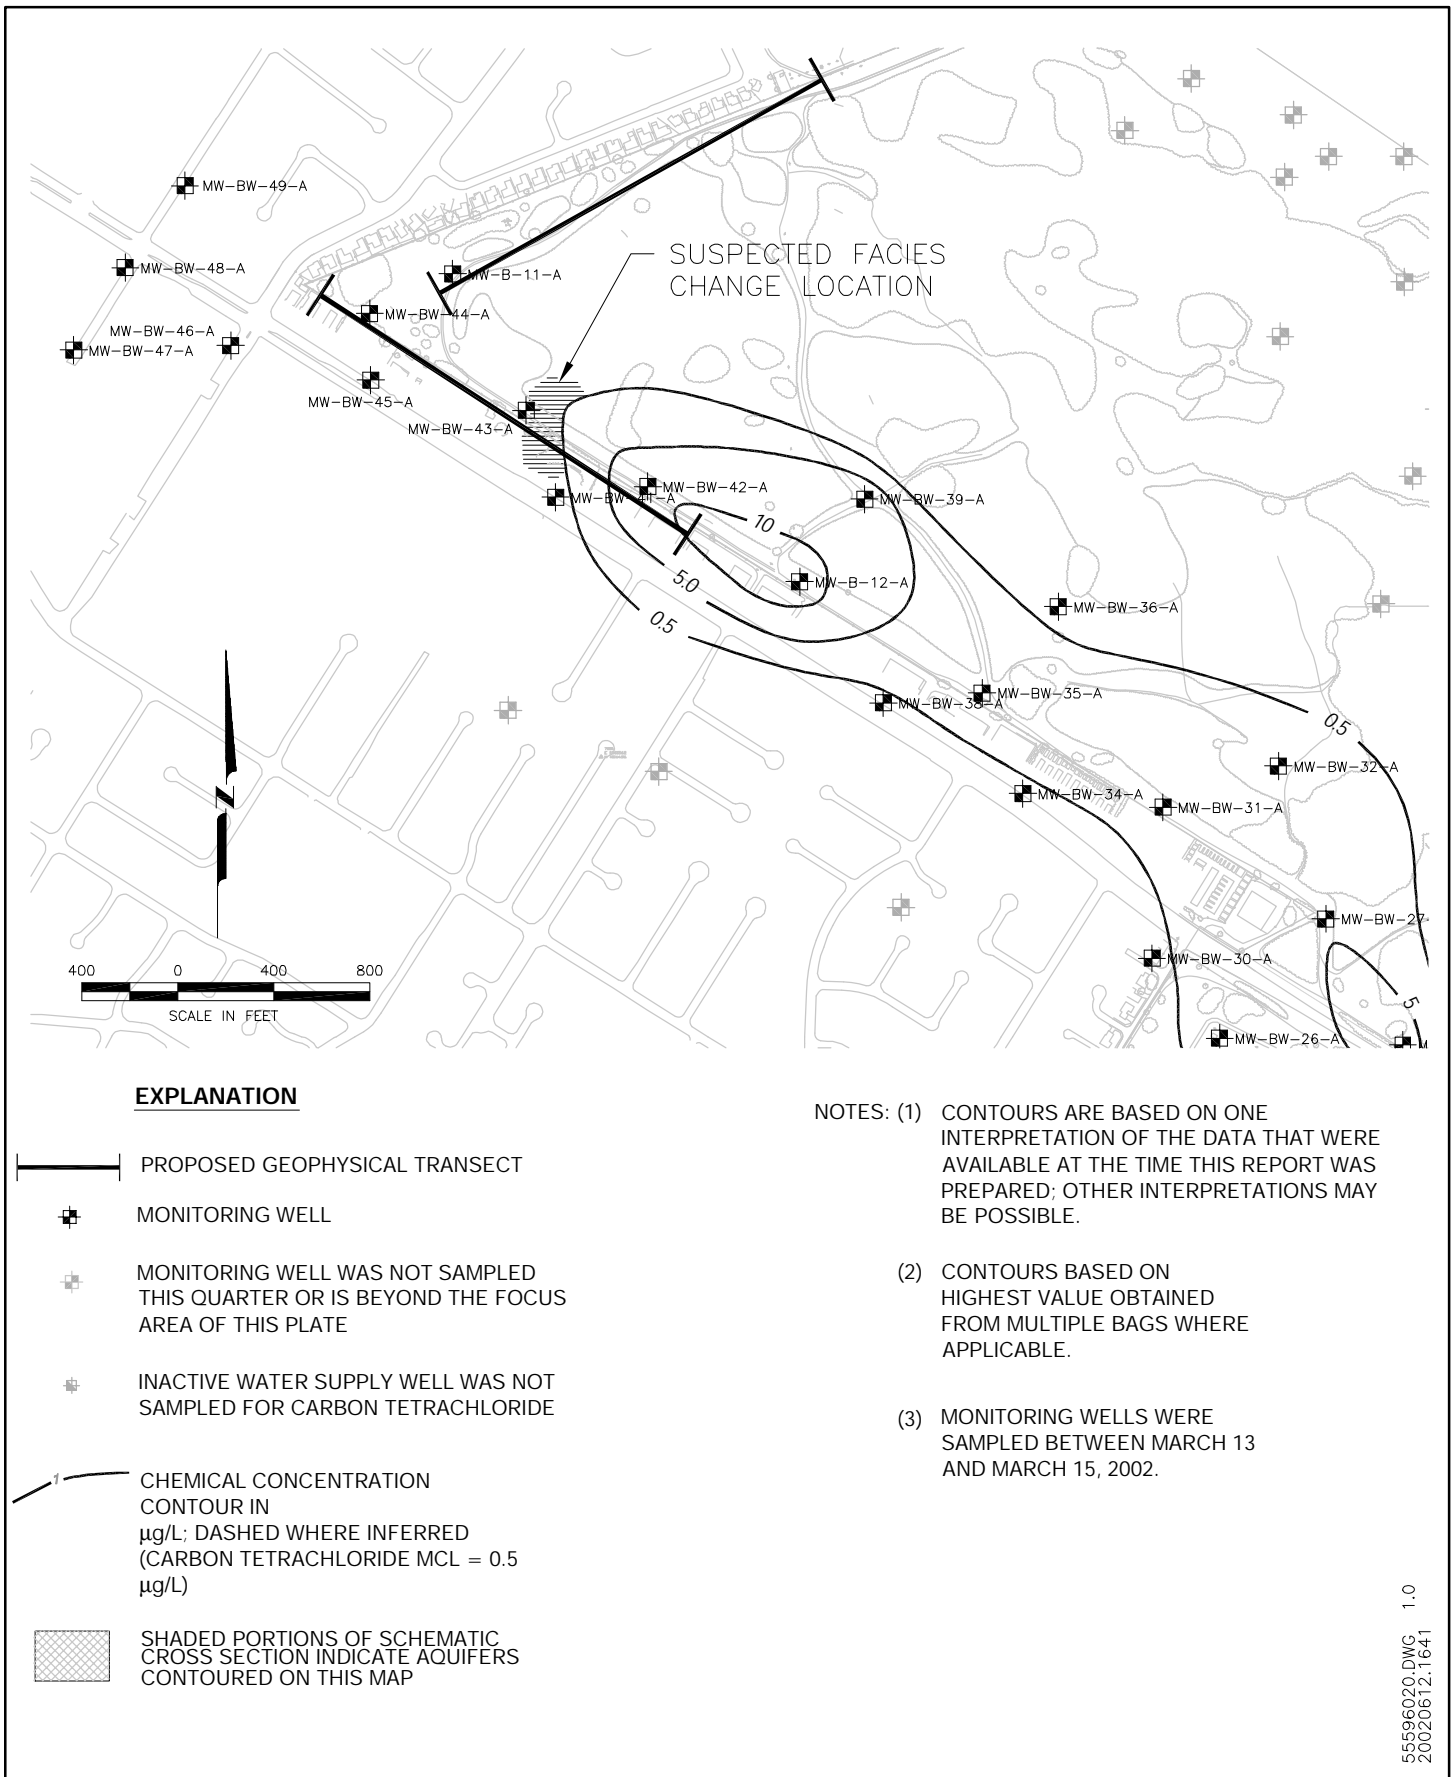 MW-BW-49-A
MW-BW-48-A
SUSPECTED FACIES
CHANGE LOCATION
MW-B-11-A
MW-BW-44-A
MW-BW-46-A
MW-BW-47-A
MW-BW-45-A
MW-BW-43-A
MW-BW-42-A
MW-BW-41-A
MW-BW-39-A
10
5.0
MW-B-12-A
0.5
MW-BW-36-A
MW-BW-35-A
MW-BW-38-A
0.5
MW-BW-32-A
MW-BW-34-A
MW-BW-31-A
MW-BW-27-
MW-BW-30-A
5
MW-BW-26-A
M
N
400 0 400 800
SCALE IN FEET
EXPLANATION
PROPOSED GEOPHYSICAL TRANSECT
MONITORING WELL
MONITORING WELL WAS NOT SAMPLED
THIS QUARTER OR IS BEYOND THE FOCUS
AREA OF THIS PLATE
INACTIVE WATER SUPPLY WELL WAS NOT
SAMPLED FOR CARBON TETRACHLORIDE
1
CHEMICAL CONCENTRATION
CONTOUR IN
µg/L; DASHED WHERE INFERRED
(CARBON TETRACHLORIDE MCL = 0.5
µg/L)
SHADED PORTIONS OF SCHEMATIC
CROSS SECTION INDICATE AQUIFERS
CONTOURED ON THIS MAP
NOTES: (1) CONTOURS ARE BASED ON ONE
INTERPRETATION OF THE DATA THAT WERE
AVAILABLE AT THE TIME THIS REPORT WAS
PREPARED; OTHER INTERPRETATIONS MAY
BE POSSIBLE.
(2) CONTOURS BASED ON
HIGHEST VALUE OBTAINED
FROM MULTIPLE BAGS WHERE
APPLICABLE.
(3) MONITORING WELLS WERE
SAMPLED BETWEEN MARCH 13
AND MARCH 15, 2002.
55596020.DWG 1.0
20020612.1641